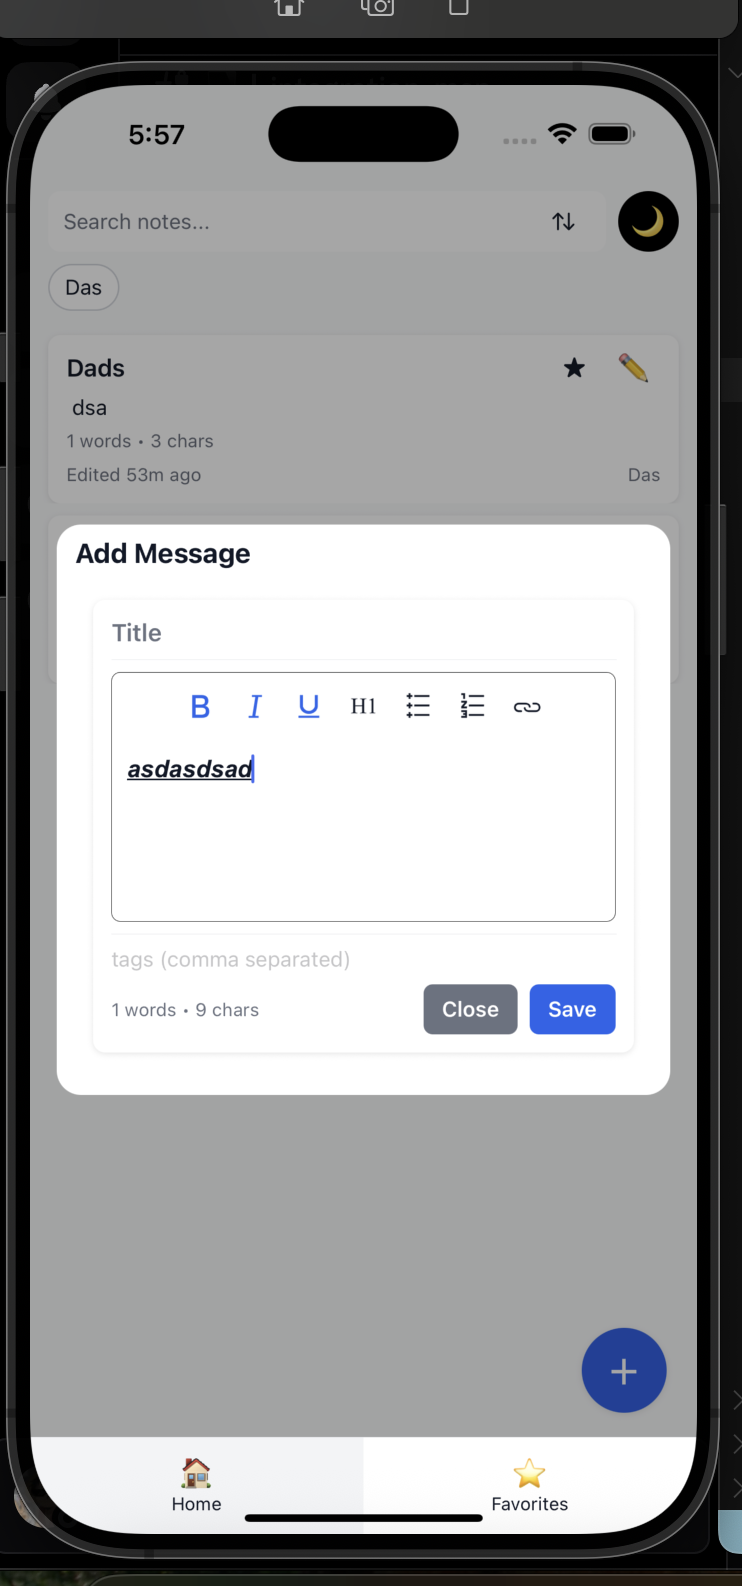 5:57
Search notes...
Das
Dads
dsa
1 words • 3 chars
Edited 53m ago
Das
Add Message
Title
B I U H1
asdasdsad
tags (comma separated)
1 words • 9 chars
Close
Save
+
Home
Favorites